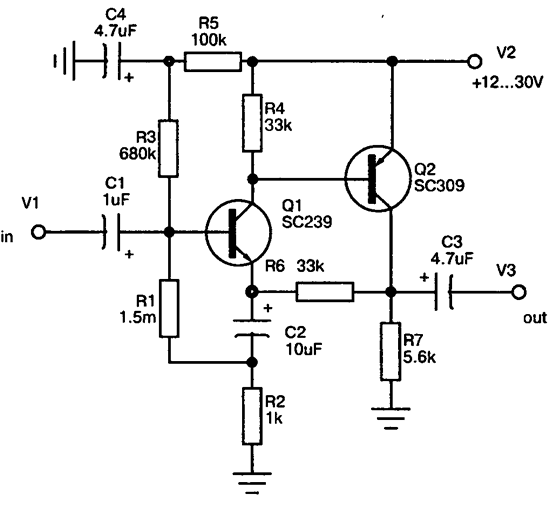 C4
4.7uF
+
R5
100k
V2
+12...30V
R4
33k
R3
680k
Q2
SC309
V1
in
C1
1uF
+
Q1
SC239
C3
4.7uF
+
V3
out
R6 33k
R1
1.5m
+
C2
10uF
R7
5.6k
R2
1k